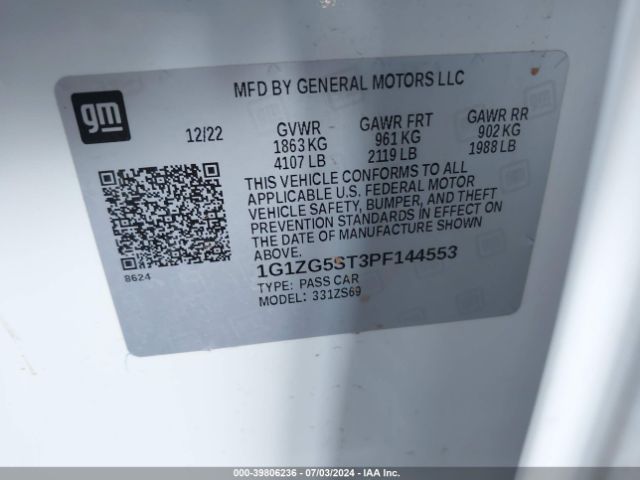 gm
MFD BY GENERAL MOTORS LLC
12/22 GVWR GAWR FRT GAWR RR
1863 KG 961 KG 902 KG
4107 LB 2119 LB 1988 LB
THIS VEHICLE CONFORMS TO ALL
APPLICABLE U.S. FEDERAL MOTOR
VEHICLE SAFETY, BUMPER, AND THEFT
PREVENTION STANDARDS IN EFFECT ON
THE DATE OF MANUFACTURE SHOWN
ABOVE.
8624
1G1ZG5ST3PF144553
TYPE: PASS CAR
MODEL: 331ZS69
000-39806236 - 07/03/2024 - IAA Inc.